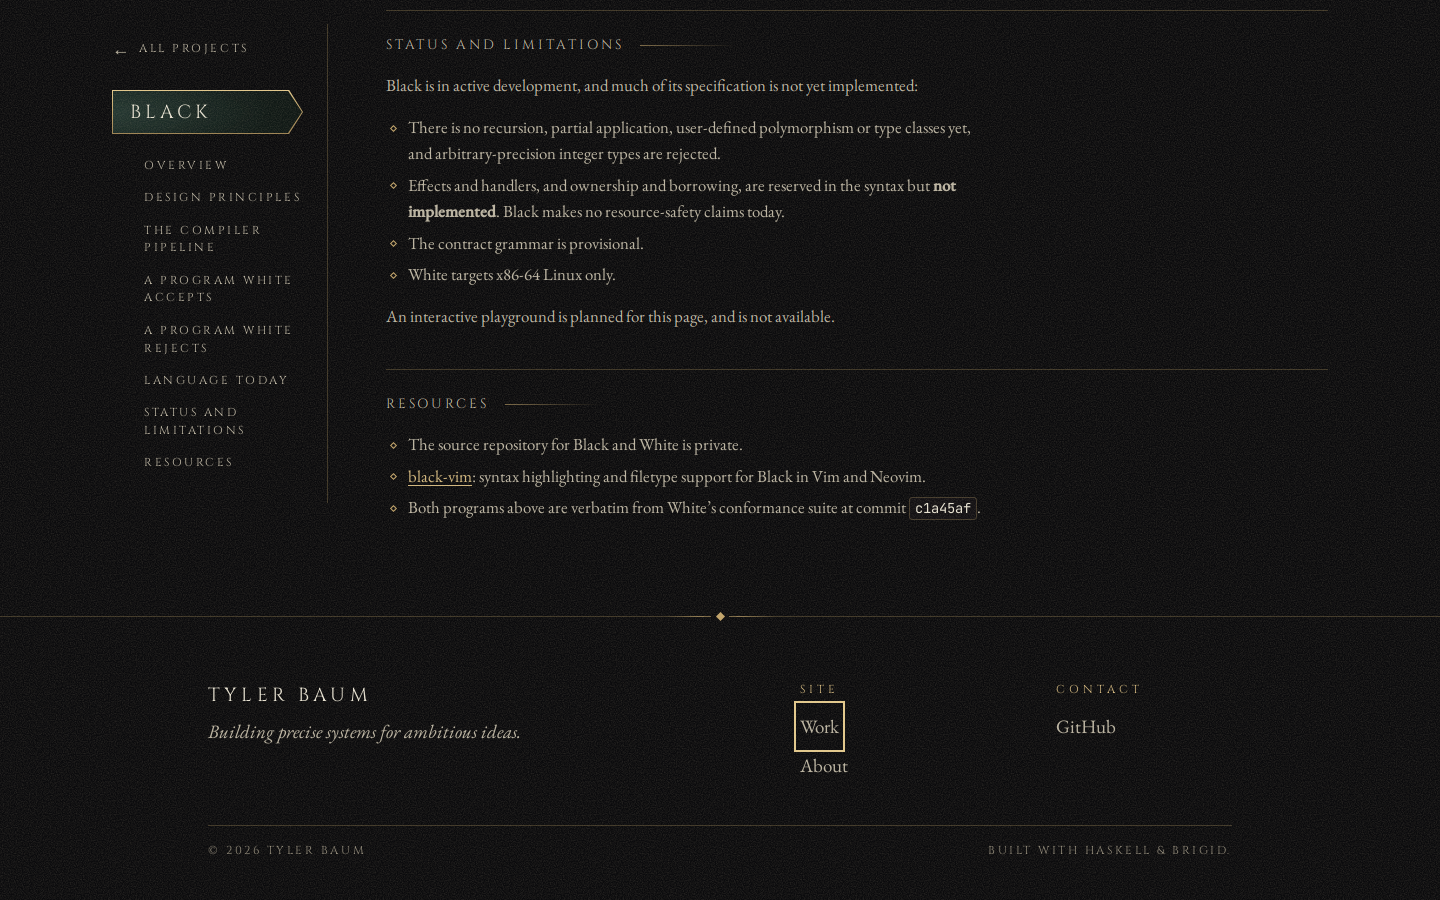 ← ALL PROJECTS
BLACK
OVERVIEW
DESIGN PRINCIPLES
THE COMPILER
PIPELINE
A PROGRAM WHITE
ACCEPTS
A PROGRAM WHITE
REJECTS
LANGUAGE TODAY
STATUS AND
LIMITATIONS
RESOURCES
STATUS AND LIMITATIONS
Black is in active development, and much of its specification is not yet implemented:
There is no recursion, partial application, user-defined polymorphism or type classes yet,
and arbitrary-precision integer types are rejected.
Effects and handlers, and ownership and borrowing, are reserved in the syntax but not
implemented. Black makes no resource-safety claims today.
The contract grammar is provisional.
White targets x86-64 Linux only.
An interactive playground is planned for this page, and is not available.
RESOURCES
The source repository for Black and White is private.
black-vim: syntax highlighting and filetype support for Black in Vim and Neovim.
Both programs above are verbatim from White’s conformance suite at commit c1a45af.
TYLER BAUM
Building precise systems for ambitious ideas.
SITE
Work
About
CONTACT
GitHub
© 2026 TYLER BAUM
BUILT WITH HASKELL & BRIGID.